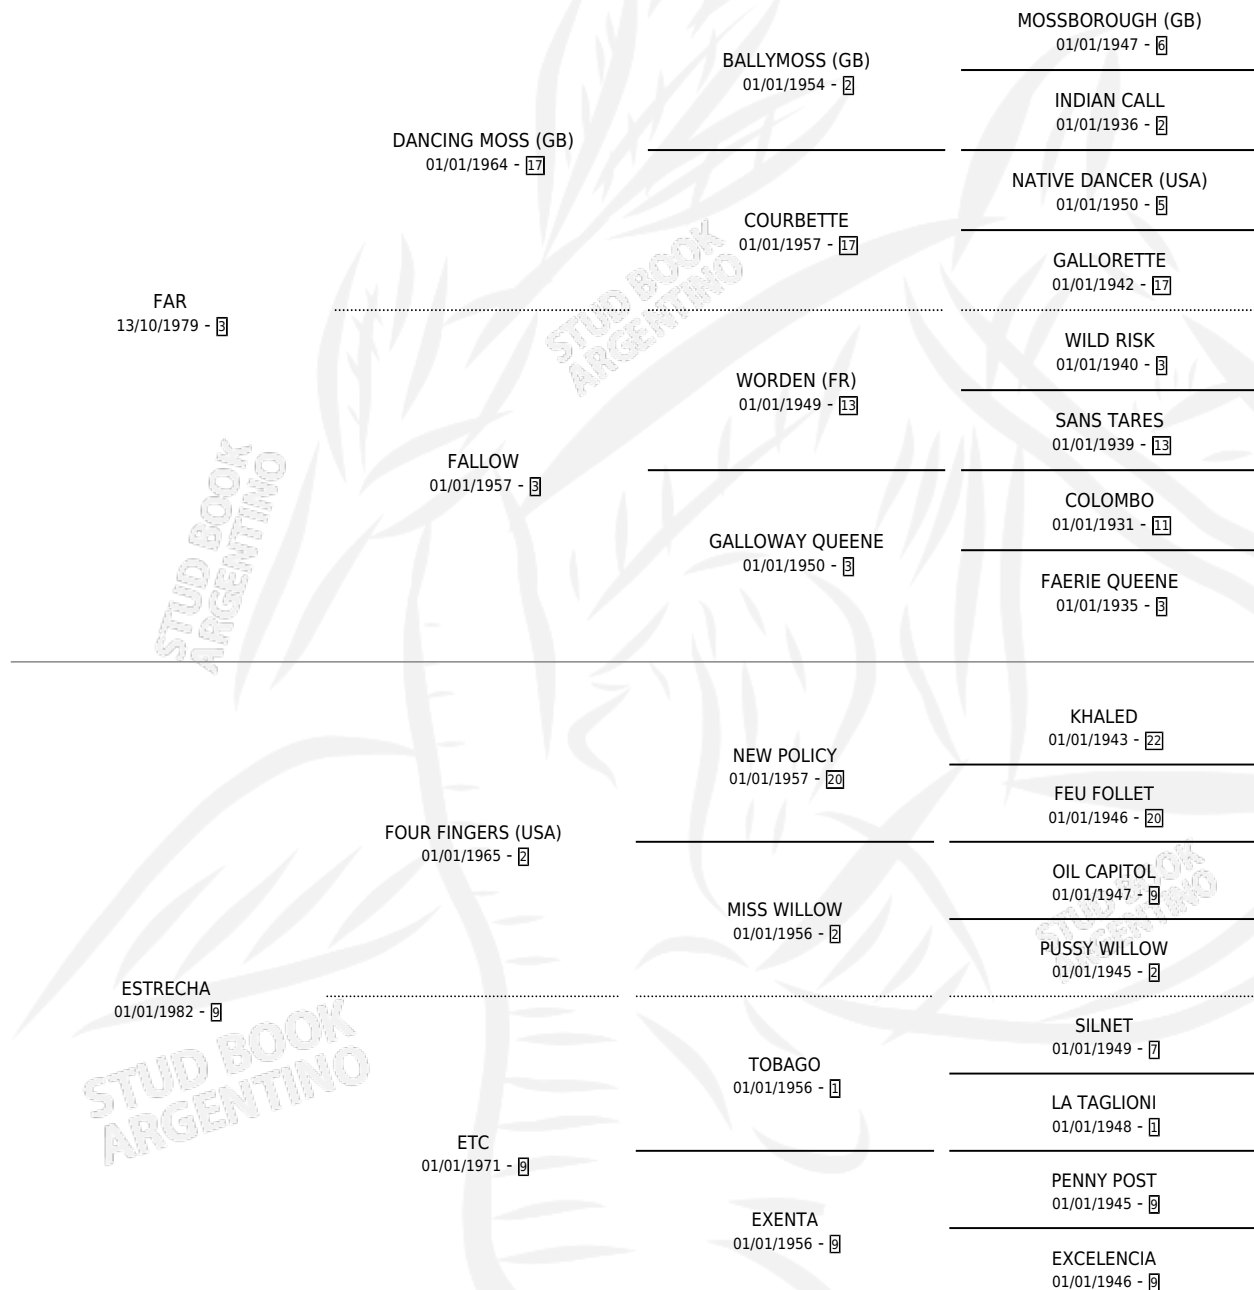 MOSSBOROUGH (GB)
01/01/1947 - 6
BALLYMOSS (GB)
01/01/1954 - 2
INDIAN CALL
01/01/1936 - 2
DANCING MOSS (GB)
01/01/1964 - 17
NATIVE DANCER (USA)
01/01/1950 - 5
COURBETTE
01/01/1957 - 17
GALLORETTE
01/01/1942 - 17
FAR
13/10/1979 - 3
STUD BOOK
ARGENTINO
WILD RISK
01/01/1940 - 3
WORDEN (FR)
01/01/1949 - 13
SANS TARES
01/01/1939 - 13
FALLOW
01/01/1957 - 3
COLOMBO
01/01/1931 - 11
GALLOWAY QUEENE
01/01/1950 - 3
FAERIE QUEENE
01/01/1935 - 3
STUD BOOK
ARGENTINO
KHALED
01/01/1943 - 22
NEW POLICY
01/01/1957 - 20
FEU FOLLET
01/01/1946 - 20
FOUR FINGERS (USA)
01/01/1965 - 2
OIL CAPITOL
01/01/1947 - 9
MISS WILLOW
01/01/1956 - 2
STUD BOOK
ARGENTINO
PUSSY WILLOW
01/01/1945 - 2
ESTRECHA
01/01/1982 - 9
SILNET
01/01/1949 - 7
STUD BOOK
ARGENTINO
TOBAGO
01/01/1956 - 1
LA TAGLIONI
01/01/1948 - 1
ETC
01/01/1971 - 9
PENNY POST
01/01/1945 - 9
EXENTA
01/01/1956 - 9
EXCELENCIA
01/01/1946 - 9